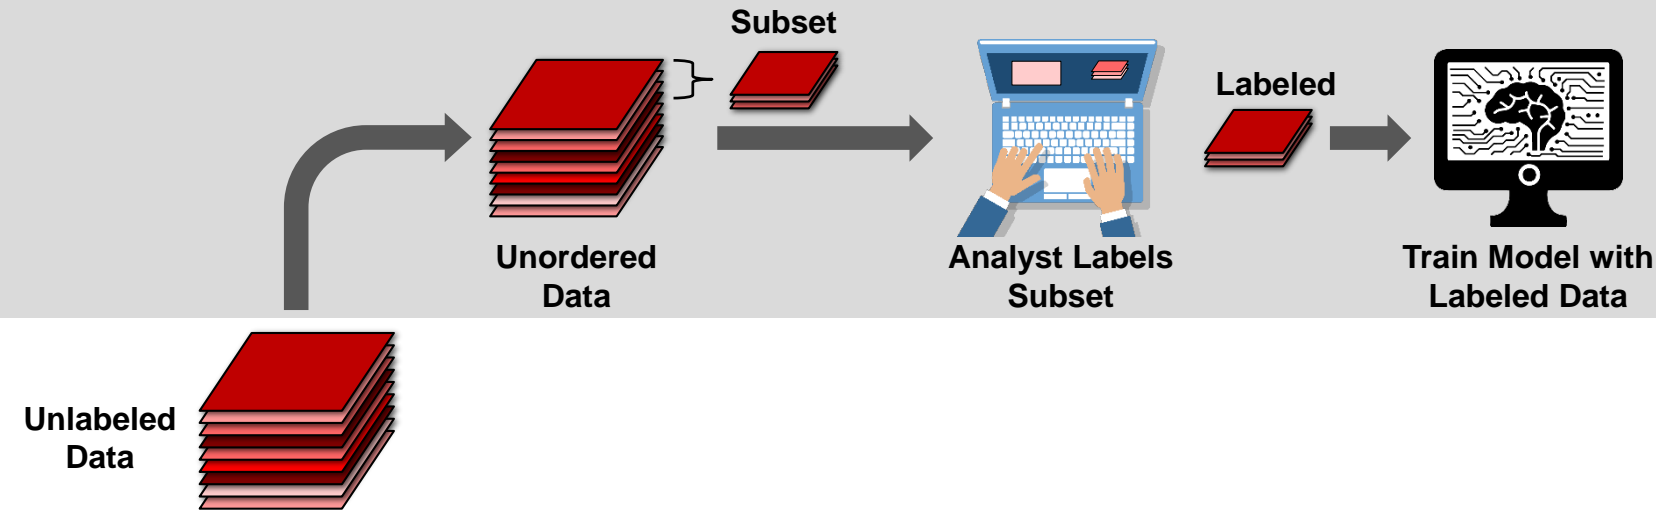 Subset
Labeled
Unordered
Data
Analyst Labels
Subset
Train Model with
Labeled Data
Unlabeled
Data